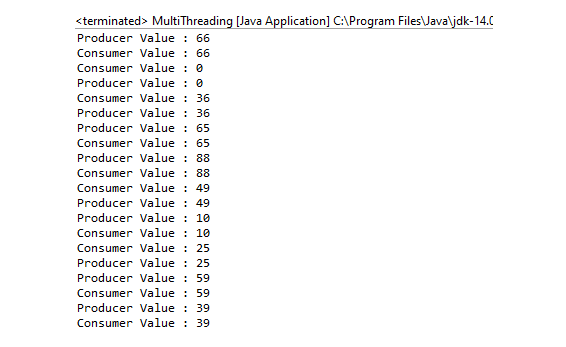 <terminated> MultiThreading [Java Application] C:\Program Files\Java\jdk-14.0
Producer Value : 66
Consumer Value : 66
Consumer Value : 0
Producer Value : 0
Consumer Value : 36
Producer Value : 36
Producer Value : 65
Consumer Value : 65
Producer Value : 88
Consumer Value : 88
Consumer Value : 49
Producer Value : 49
Producer Value : 10
Consumer Value : 10
Consumer Value : 25
Producer Value : 25
Producer Value : 59
Consumer Value : 59
Producer Value : 39
Consumer Value : 39